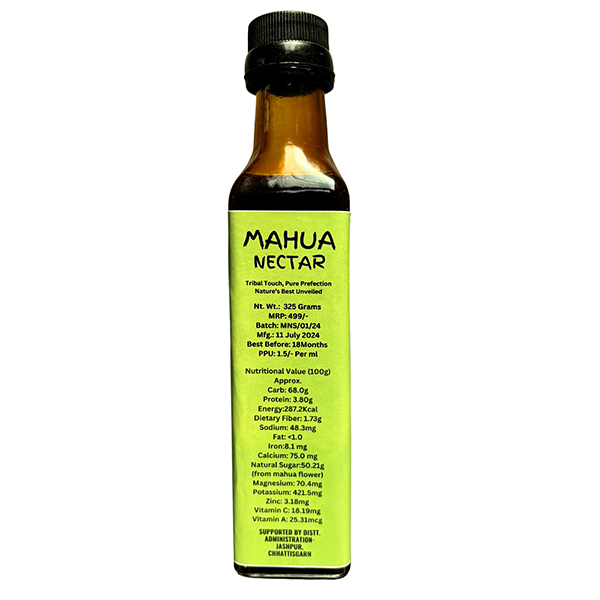 MAHUA
NECTAR
Tribal Touch, Pure Prefection
Nature's Best Unveiled
Nt. Wt.: 325 Grams
MRP: 499/-
Batch: MNS/01/24
Mfg.: 11 July 2024
Best Before: 18Months
PPU: 1.5/- Per ml
Nutritional Value (100g)
Approx.
Carb: 68.0g
Protein: 3.80g
Energy:287.2Kcal
Dietary Fiber: 1.73g
Sodium: 48.3mg
Fat: <1.0
Iron:8.1 mg
Calcium: 75.0 mg
Natural Sugar:50.21g
(from mahua flower)
Magnesium: 70.4mg
Potassium: 421.5mg
Zinc: 3.18mg
Vitamin C: 18.19mg
Vitamin A: 25.31mcg
SUPPORTED BY DISTT.
ADMINISTRATION-
JASHPUR,
CHHATTISGARH